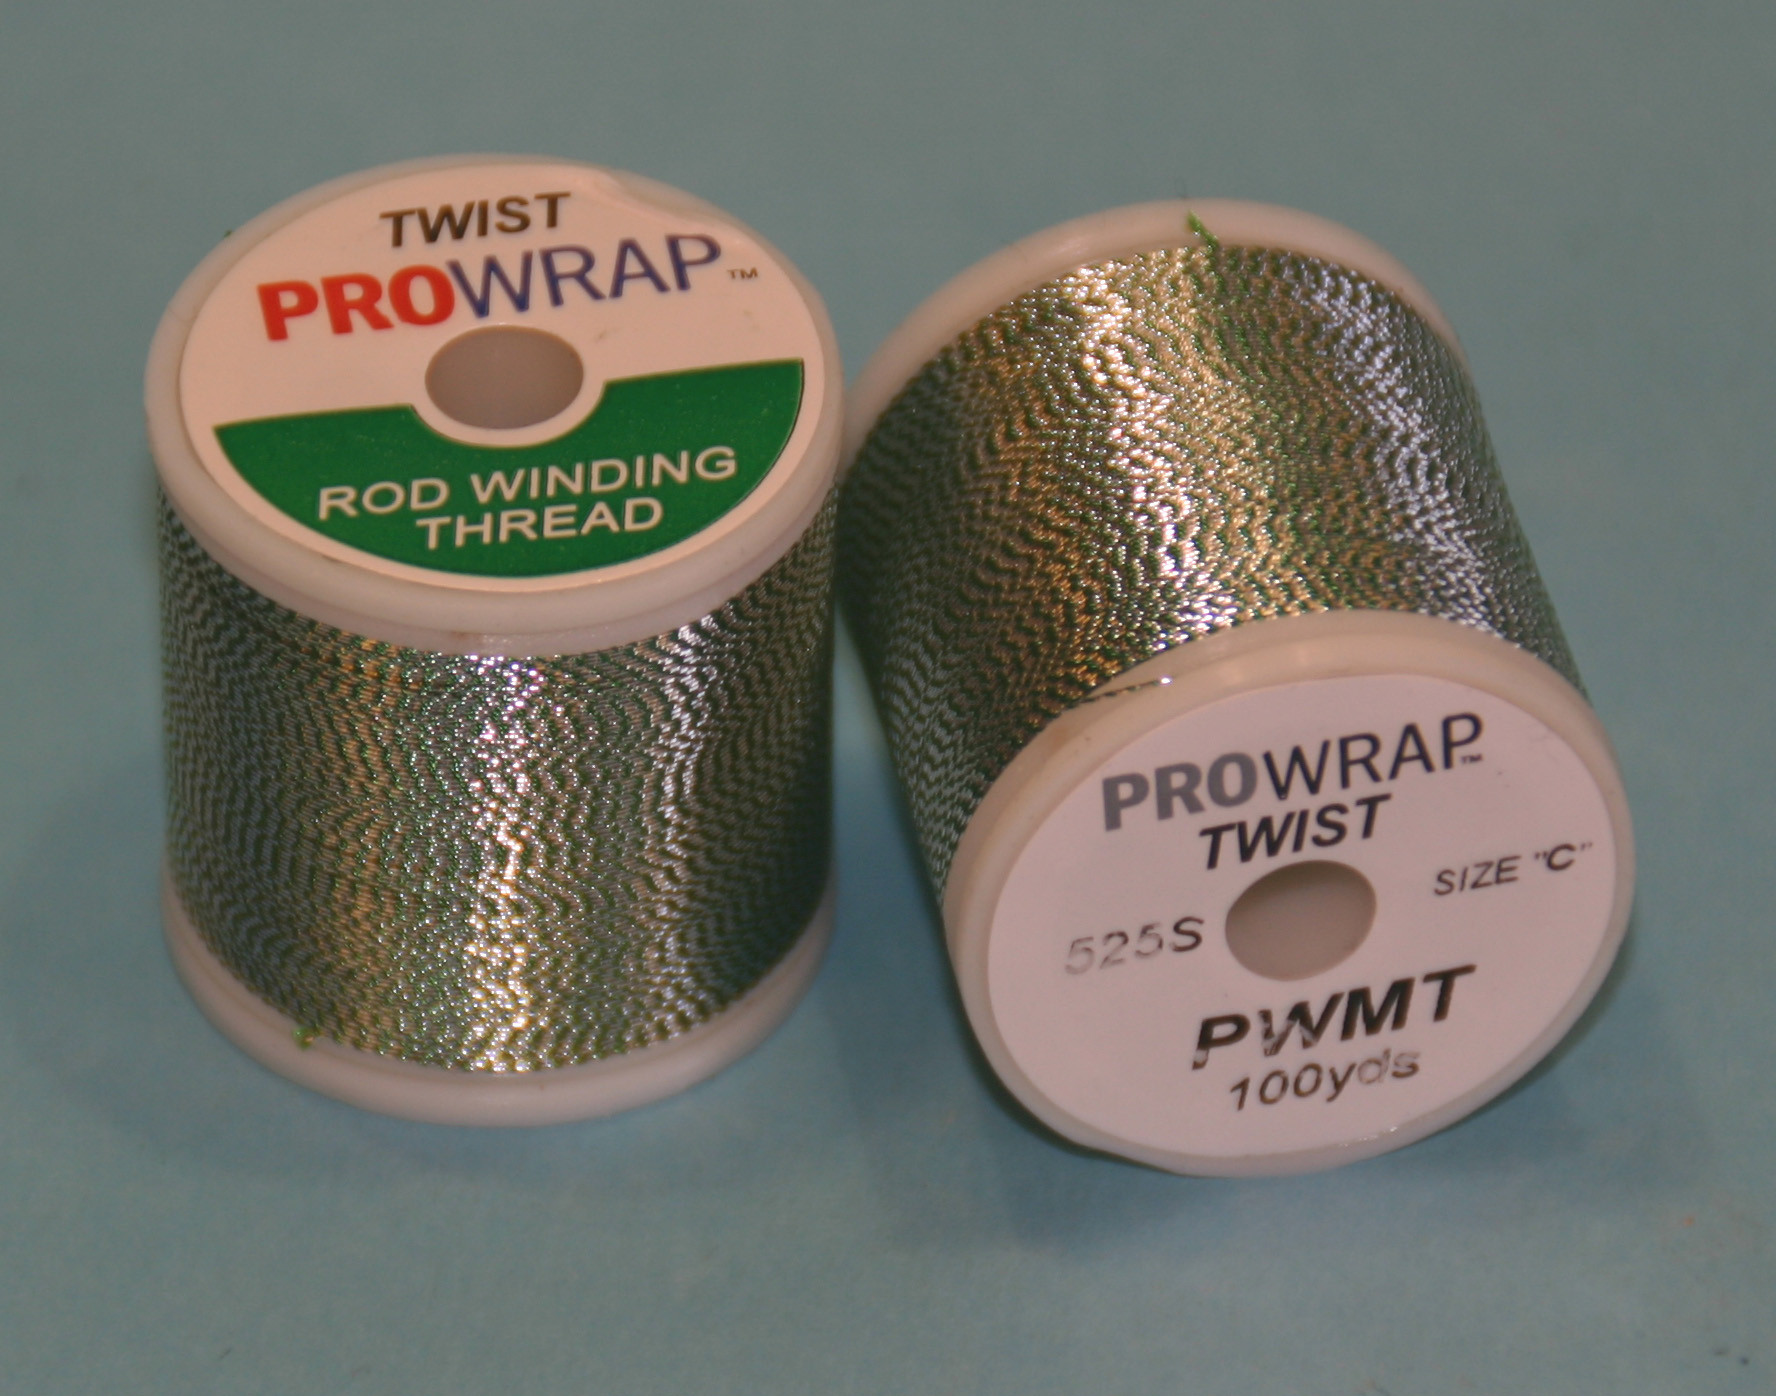 TWIST
PROWRAP™
ROD WINDING
THREAD
PROWRAP™
TWIST
SIZE "C"
525S
PWMT
100yds